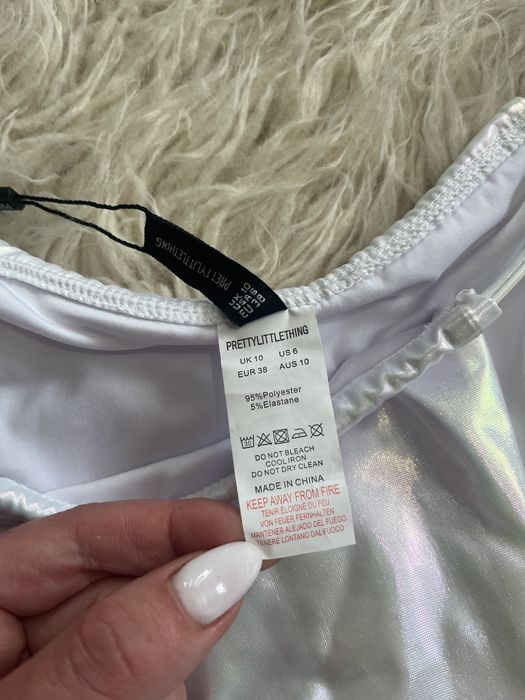 PRETTYLITTLETHING
PRETTYLITTLETHING
UK 10 US 6
EUR 38 AUS 10
95%Polyester
5%Elastane
30
DO NOT BLEACH
COOL IRON
DO NOT DRY CLEAN
MADE IN CHINA
KEEP AWAY FROM FIRE
TENIR ÉLOIGNÉ DU FEU
VON FEUER FERNHALTEN
MANTENER ALEJADO DEL FUEGO
TENERE LONTANO DAL FUOCO